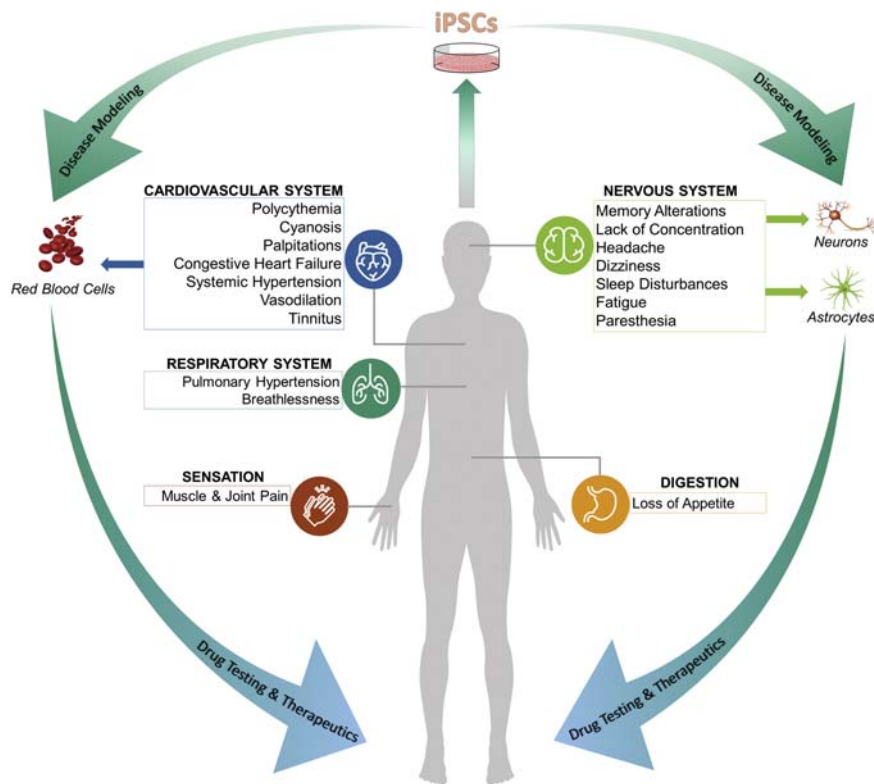 iPSCs
Disease Modeling
Disease Modeling
CARDIOVASCULAR SYSTEM
Polycythemia
Cyanosis
Palpitations
Congestive Heart Failure
Systemic Hypertension
Vasodilation
Tinnitus
Red Blood Cells
NERVOUS SYSTEM
Memory Alterations
Lack of Concentration
Headache
Dizziness
Sleep Disturbances
Fatigue
Paresthesia
Neurons
Astrocytes
RESPIRATORY SYSTEM
Pulmonary Hypertension
Breathlessness
SENSATION
Muscle & Joint Pain
DIGESTION
Loss of Appetite
Drug Testing & Therapeutics
Drug Testing & Therapeutics